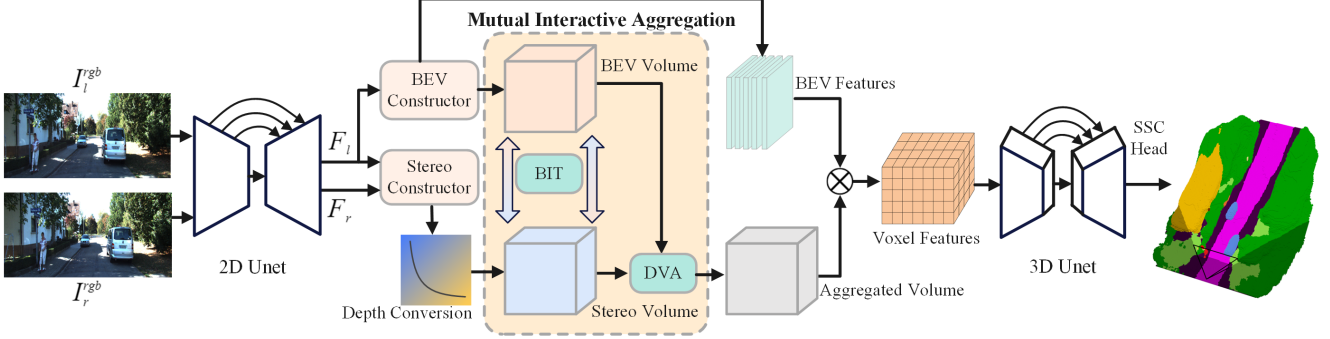 Mutual Interactive Aggregation
I_l^{rgb}
BEV
Constructor
BEV Volume
BEV Features
SSC
Head
F_l
Stereo
Constructor
BIT
F_r
2D Unet
I_r^{rgb}
Voxel Features
3D Unet
DVA
Depth Conversion
Stereo Volume
Aggregated Volume